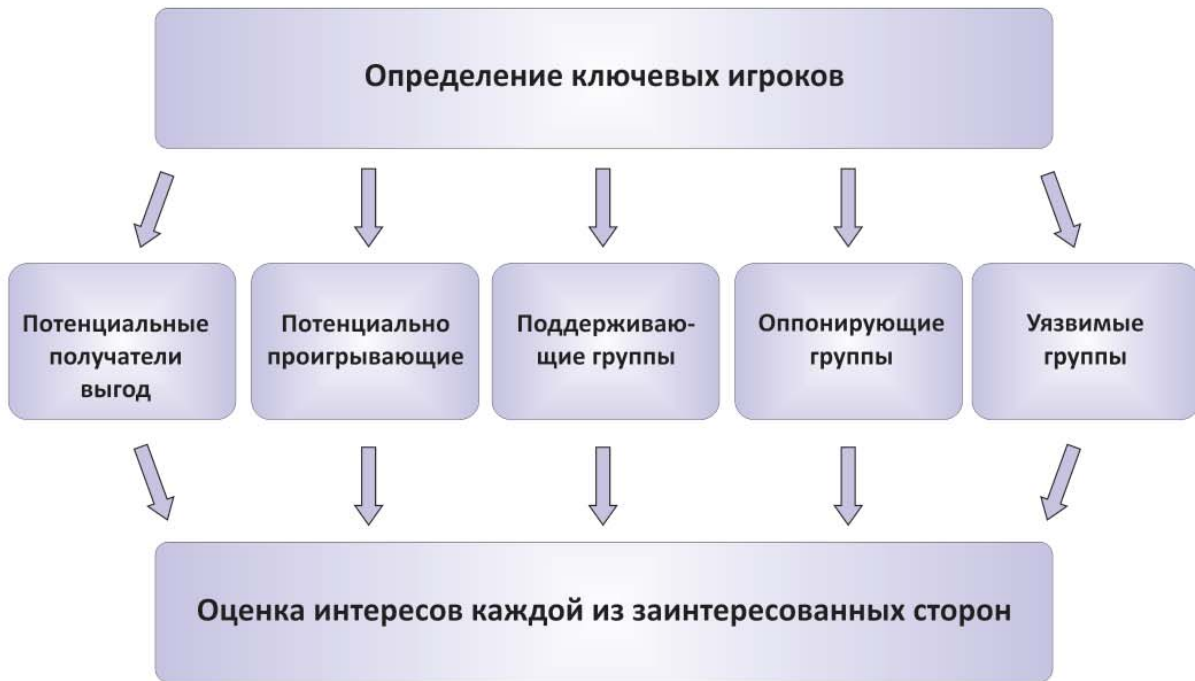 Определение ключевых игроков
Потенциальные
получатели
выгод
Потенциально
проигрывающие
Поддерживаю-
щие группы
Оппонирующие
группы
Уязвимые
группы
Оценка интересов каждой из заинтересованных сторон